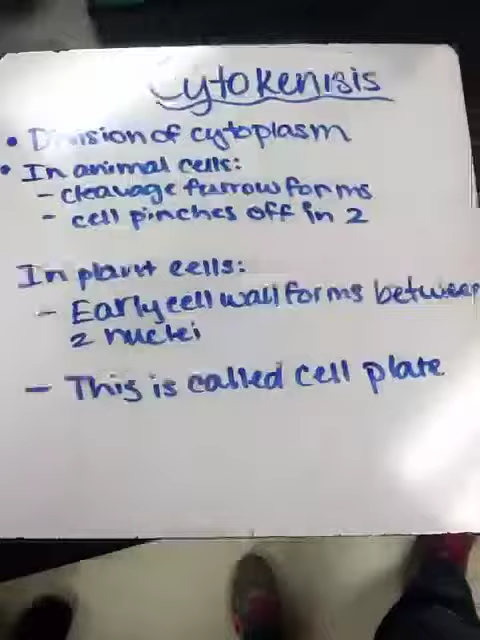 Cytokenisis
• Division of cytoplasm
• In animal cells:
- cleavage furrow forms
- cell pinches off in 2
In plant cells:
- Early cell wall forms between
2 nuclei
- This is called cell plate